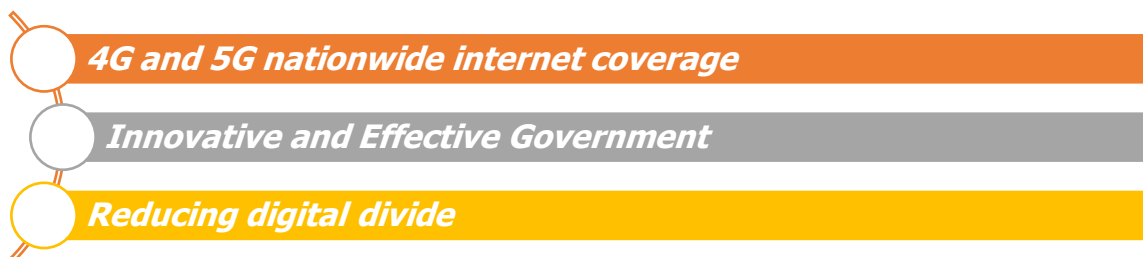 4G and 5G nationwide internet coverage
Innovative and Effective Government
Reducing digital divide